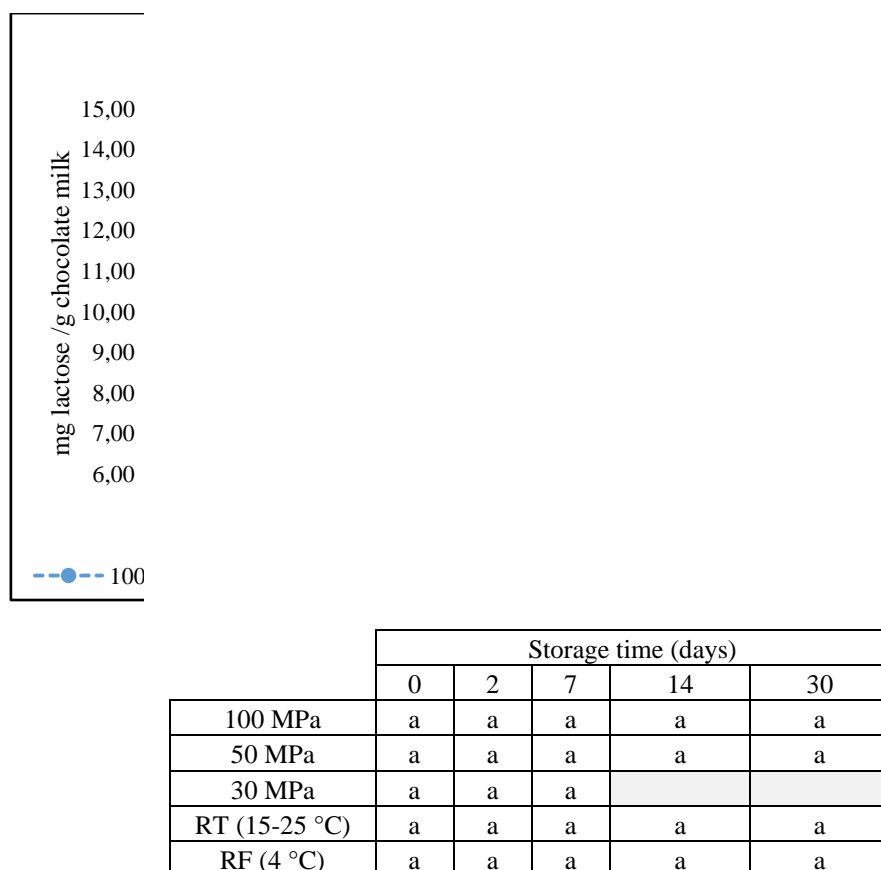 15,00
14,00
13,00
12,00
11,00
10,00
9,00
8,00
7,00
6,00
mg lactose /g chocolate milk
100
Storage time (days)
0 2 7 14 30
100 MPa a a a a a
50 MPa a a a a a
30 MPa a a a
RT (15-25 °C) a a a a a
RF (4 °C) a a a a a